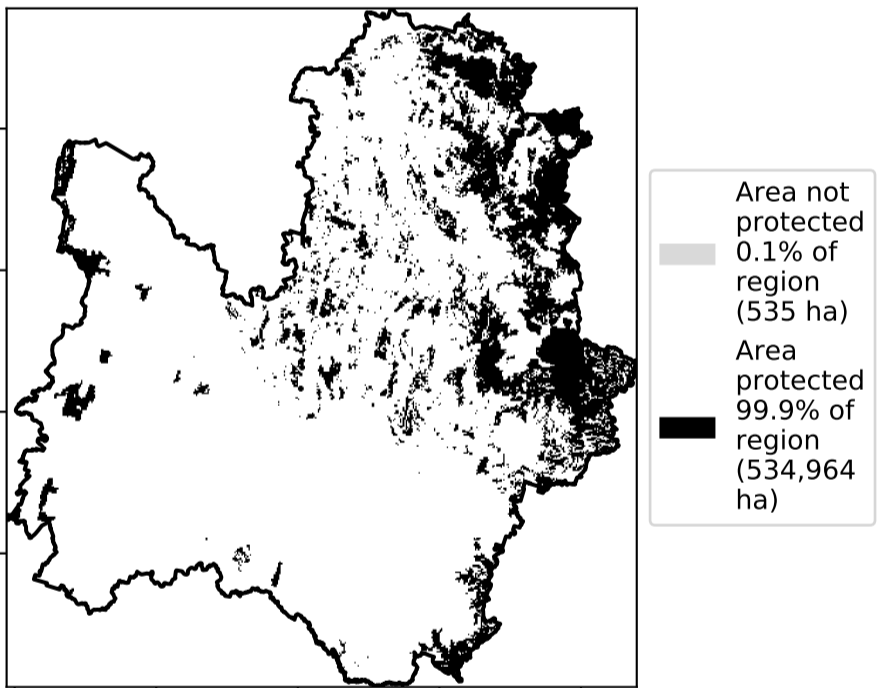 Area not
protected
0.1% of
region
(535 ha)
Area
protected
99.9% of
region
(534,964
ha)